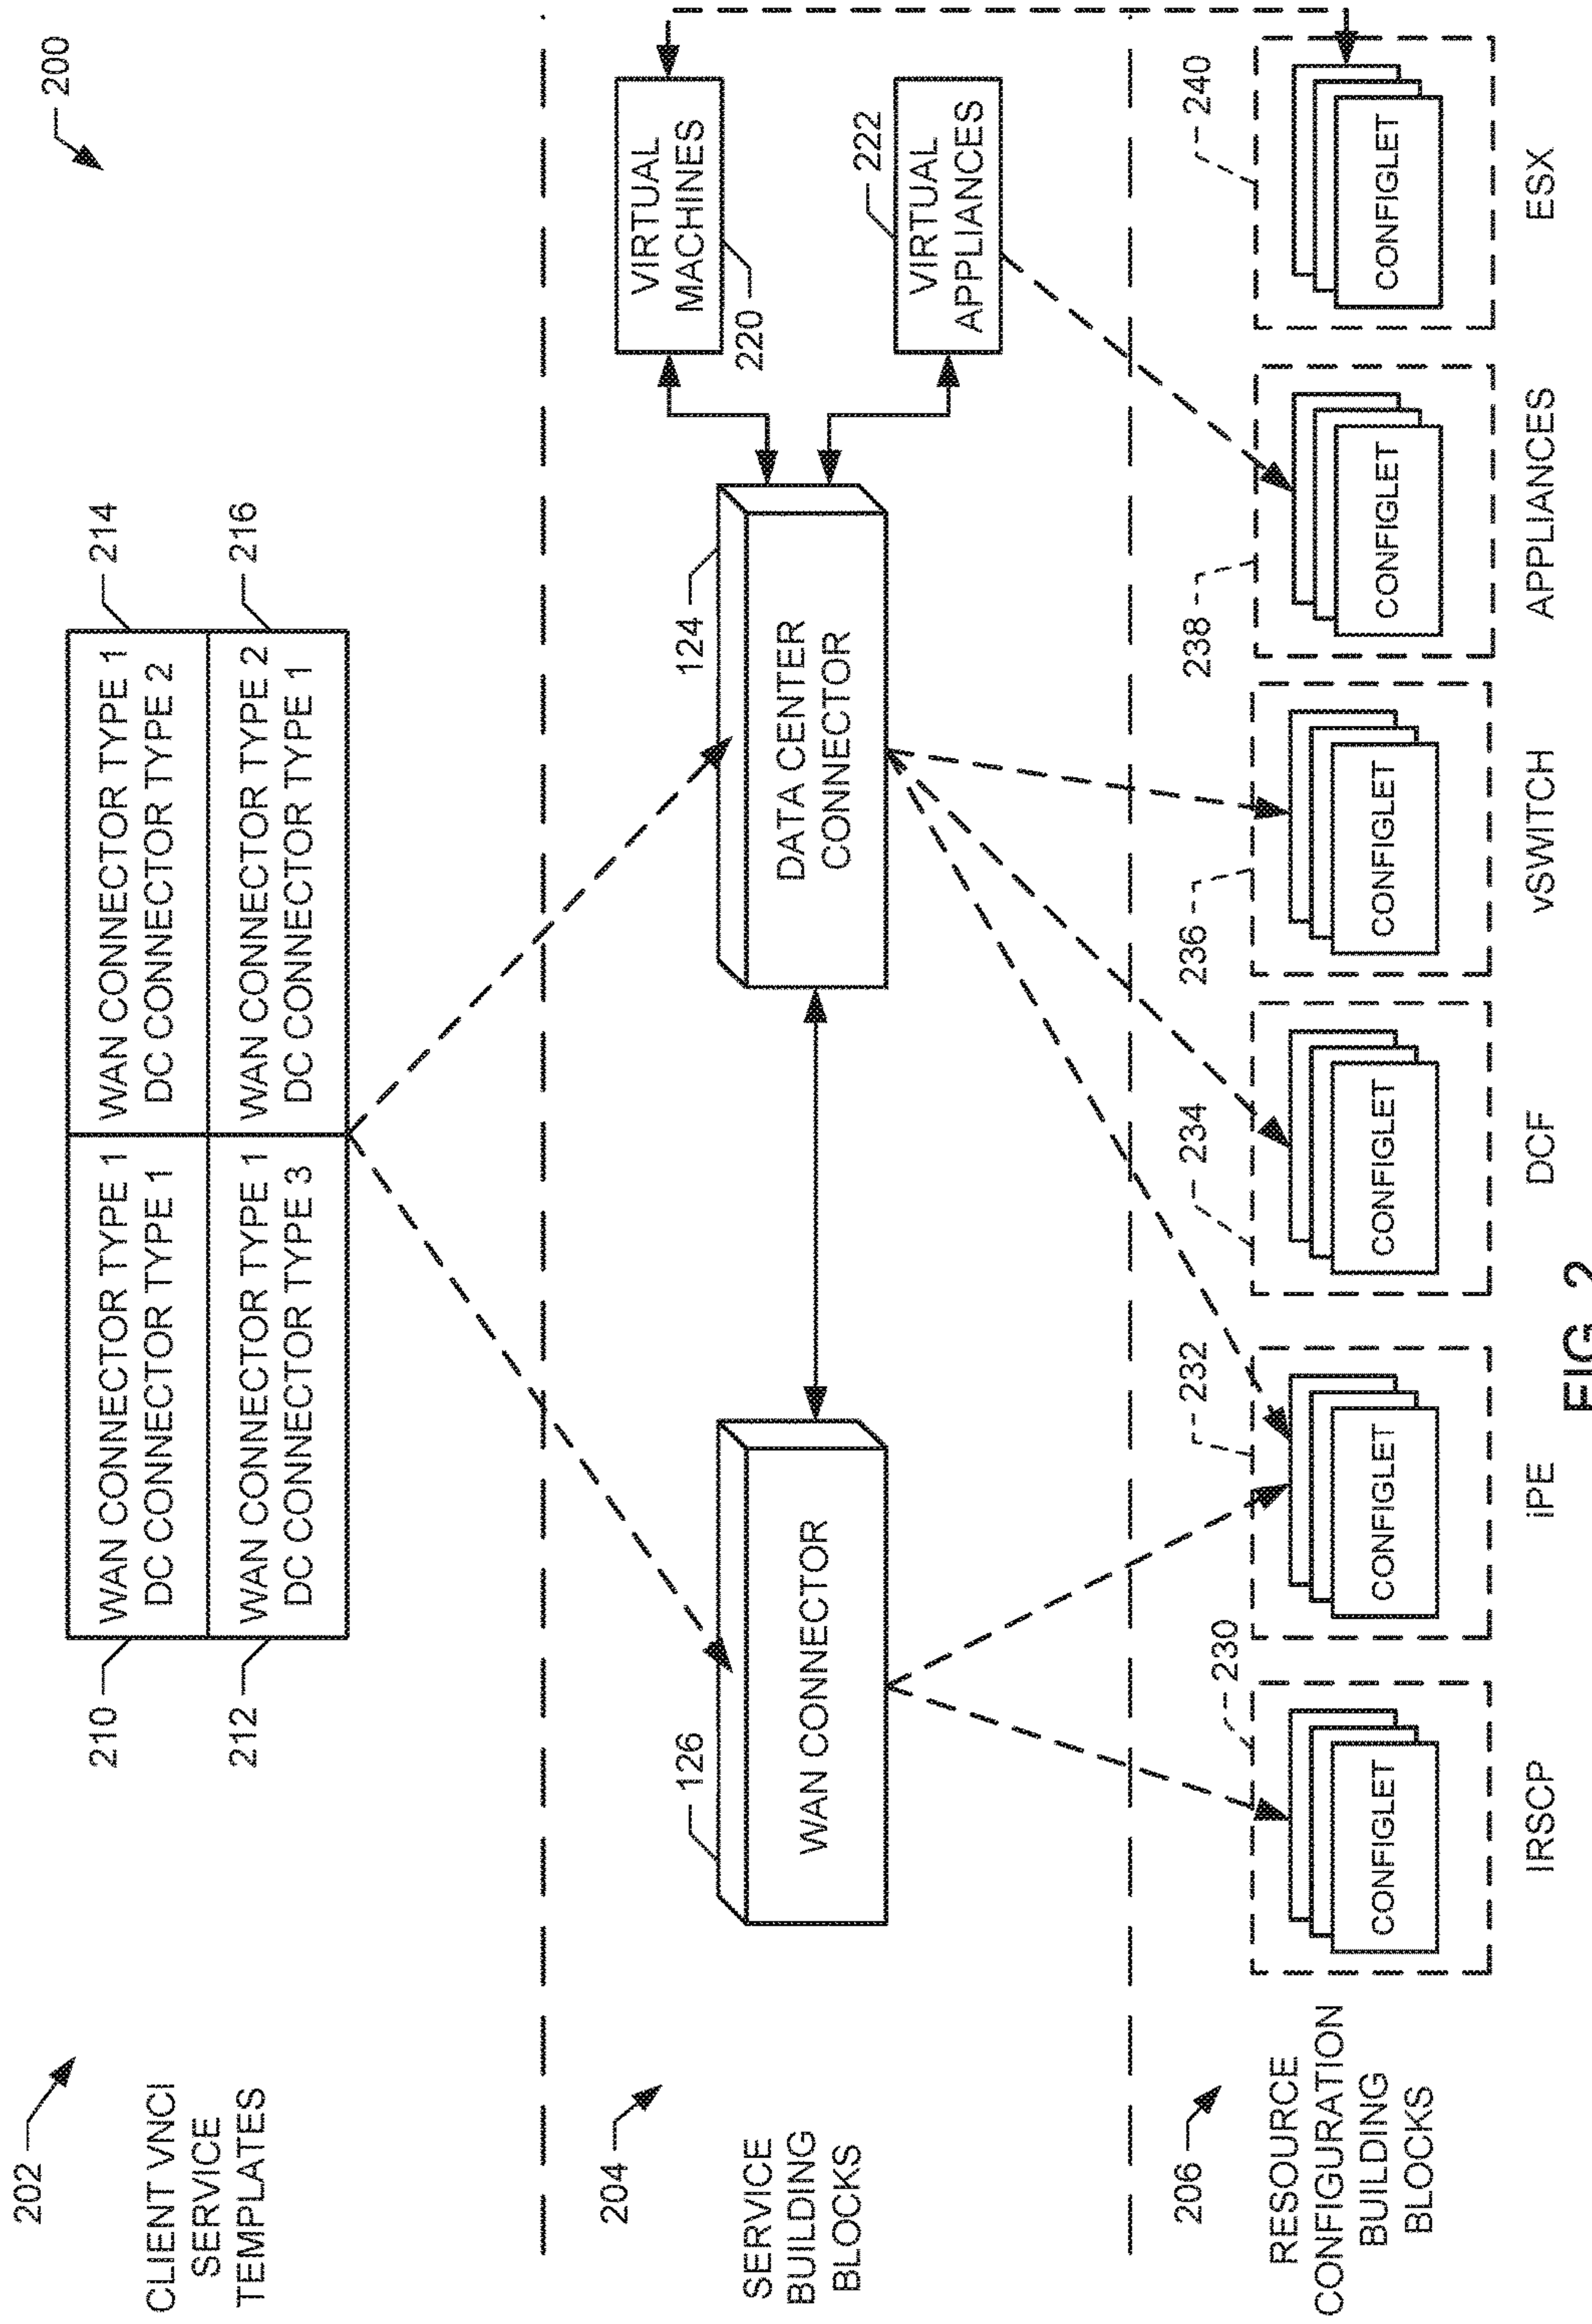 200
202
CLIENT VNCI
SERVICE
TEMPLATES
210
WAN CONNECTOR TYPE 1
DC CONNECTOR TYPE 1
WAN CONNECTOR TYPE 1
DC CONNECTOR TYPE 2
214
212
WAN CONNECTOR TYPE 1
DC CONNECTOR TYPE 3
WAN CONNECTOR TYPE 2
DC CONNECTOR TYPE 1
216
204
SERVICE
BUILDING
BLOCKS
126
WAN CONNECTOR
124
DATA CENTER
CONNECTOR
VIRTUAL
MACHINES
220
222
VIRTUAL
APPLIANCES
206
RESOURCE
CONFIGURATION
BUILDING
BLOCKS
230
CONFIGLET
IRSCP
232
CONFIGLET
iPE
234
CONFIGLET
DCF
236
CONFIGLET
vSWITCH
238
CONFIGLET
APPLIANCES
240
CONFIGLET
ESX
FIG. 2